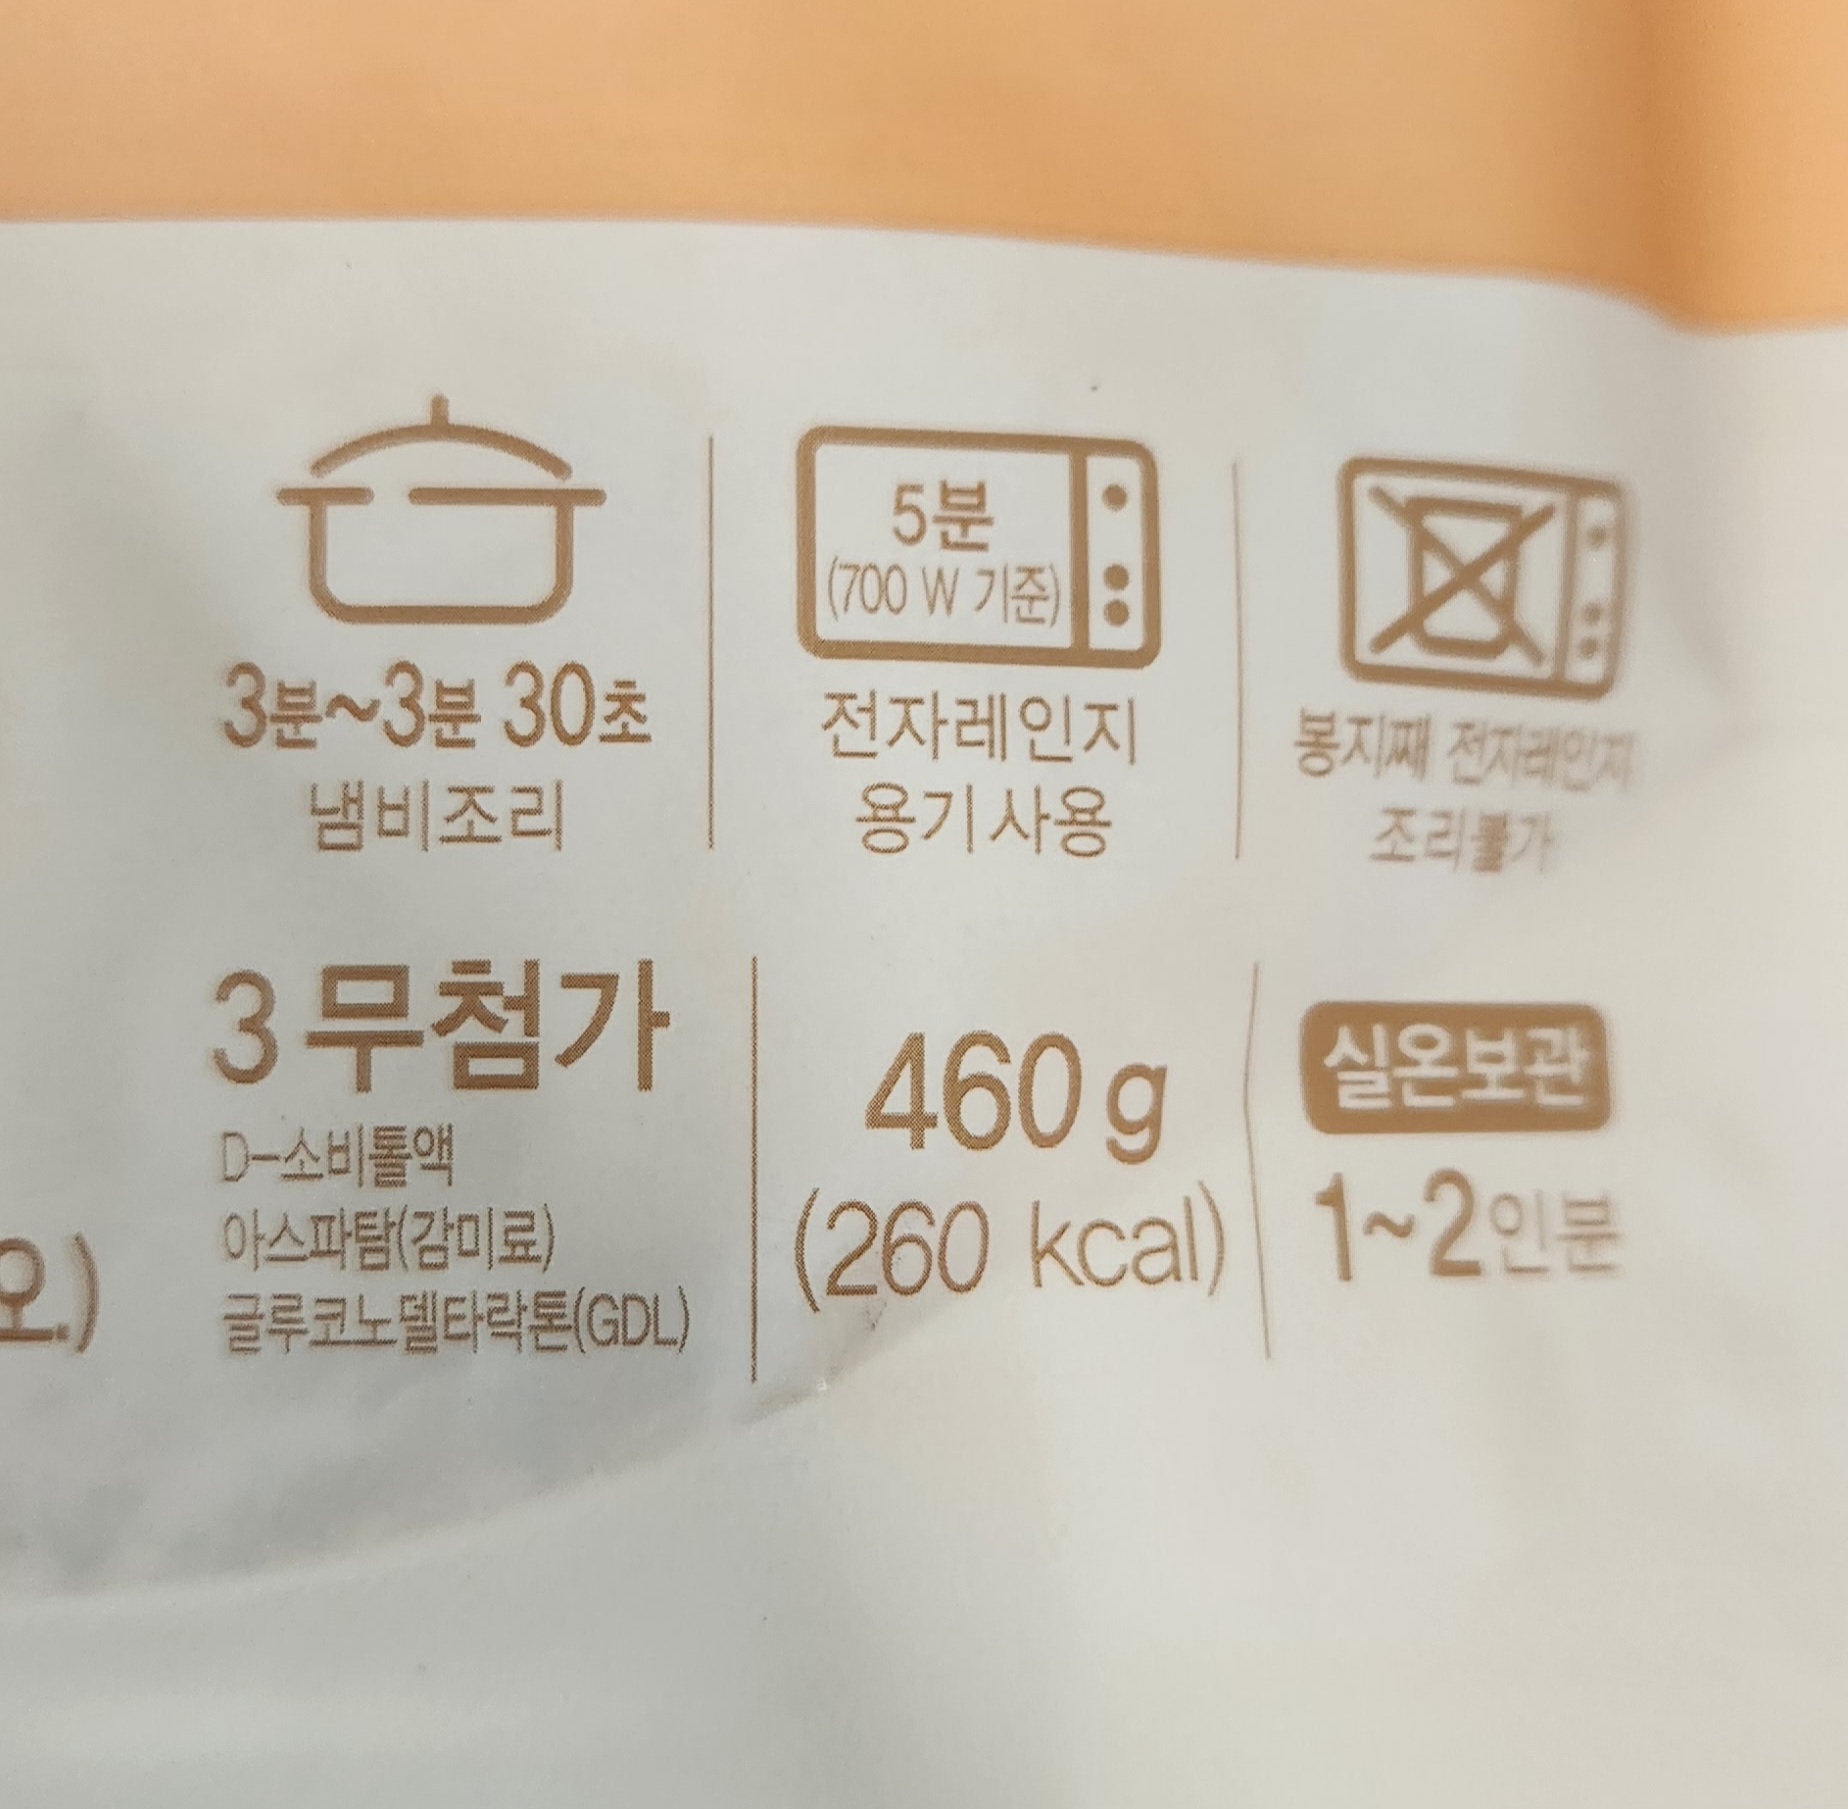 5분
(700 W 기준)
3분~3분 30초
냄비조리
전자레인지
용기사용
봉지째 전자레인지
조리불가
3무첨가
D-소비톨액
아스파탐(감미료)
글루코노델타락톤(GDL)
460 g
(260 kcal)
실온보관
1~2인분
오.)